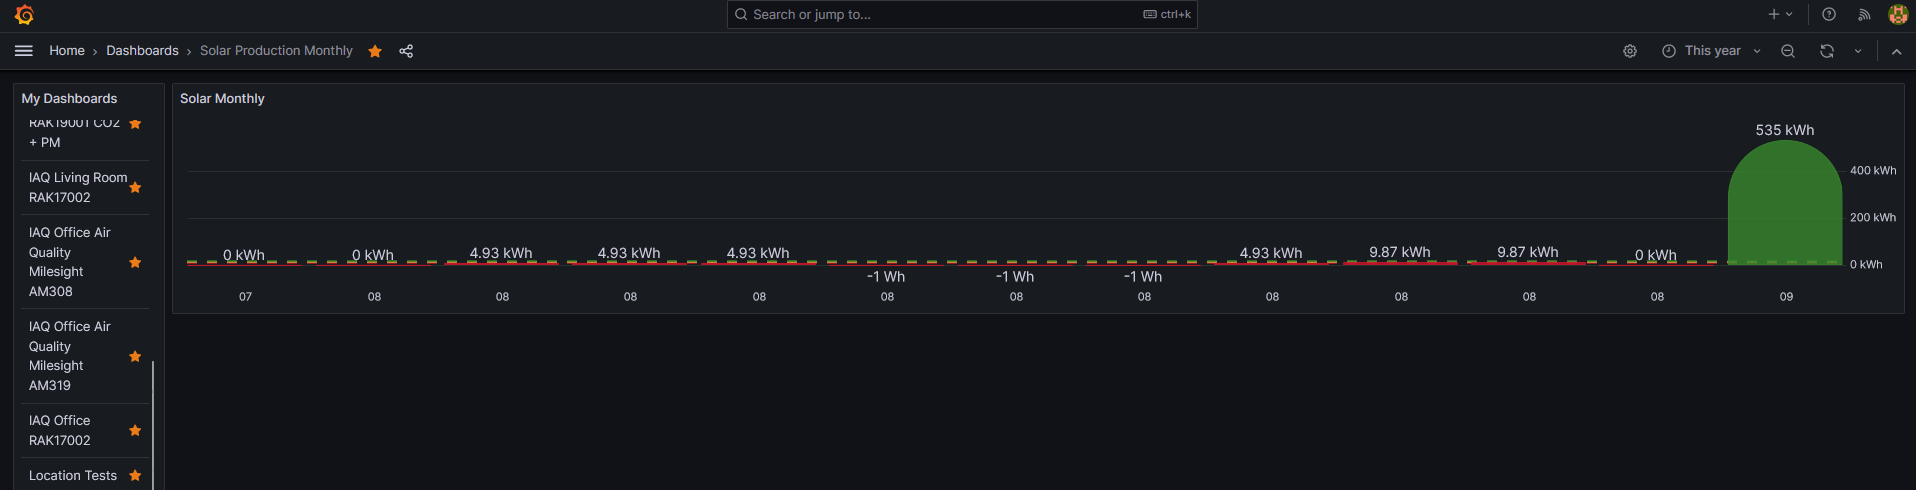 Search or jump to...
ctrl+k
Home › Dashboards › Solar Production Monthly
This year
My Dashboards
RAK19001 CO2
+ PM
IAQ Living Room
RAK17002
IAQ Office Air
Quality
Milesight
AM308
IAQ Office Air
Quality
Milesight
AM319
IAQ Office
RAK17002
Location Tests
Solar Monthly
535 kWh
400 kWh
200 kWh
0 kWh
0 kWh
0 kWh
4.93 kWh
4.93 kWh
4.93 kWh
-1 Wh
-1 Wh
-1 Wh
4.93 kWh
9.87 kWh
9.87 kWh
0 kWh
07
08
08
08
08
08
08
08
08
08
08
08
09